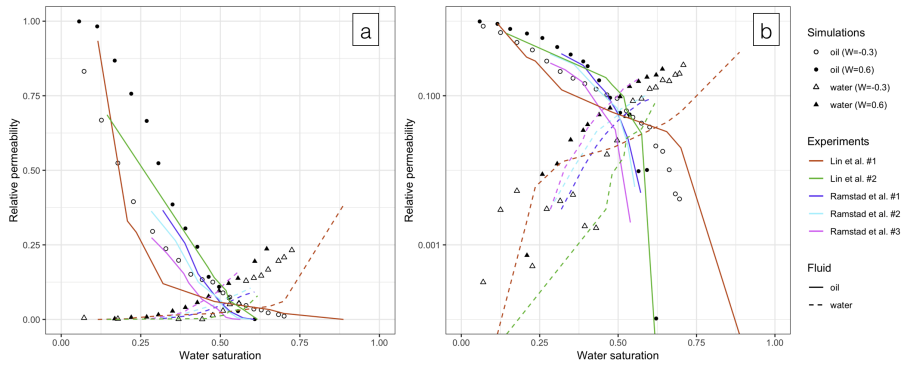 a
b
Relative permeability
1.00
0.75
0.50
0.25
0.00
0.00
0.25
0.50
0.75
1.00
Water saturation
Relative permeability
0.100
0.001
0.00
0.25
0.50
0.75
1.00
Water saturation
Simulations
oil (W=-0.3)
oil (W=0.6)
water (W=-0.3)
water (W=0.6)
Experiments
Lin et al. #1
Lin et al. #2
Ramstad et al. #1
Ramstad et al. #2
Ramstad et al. #3
Fluid
oil
water